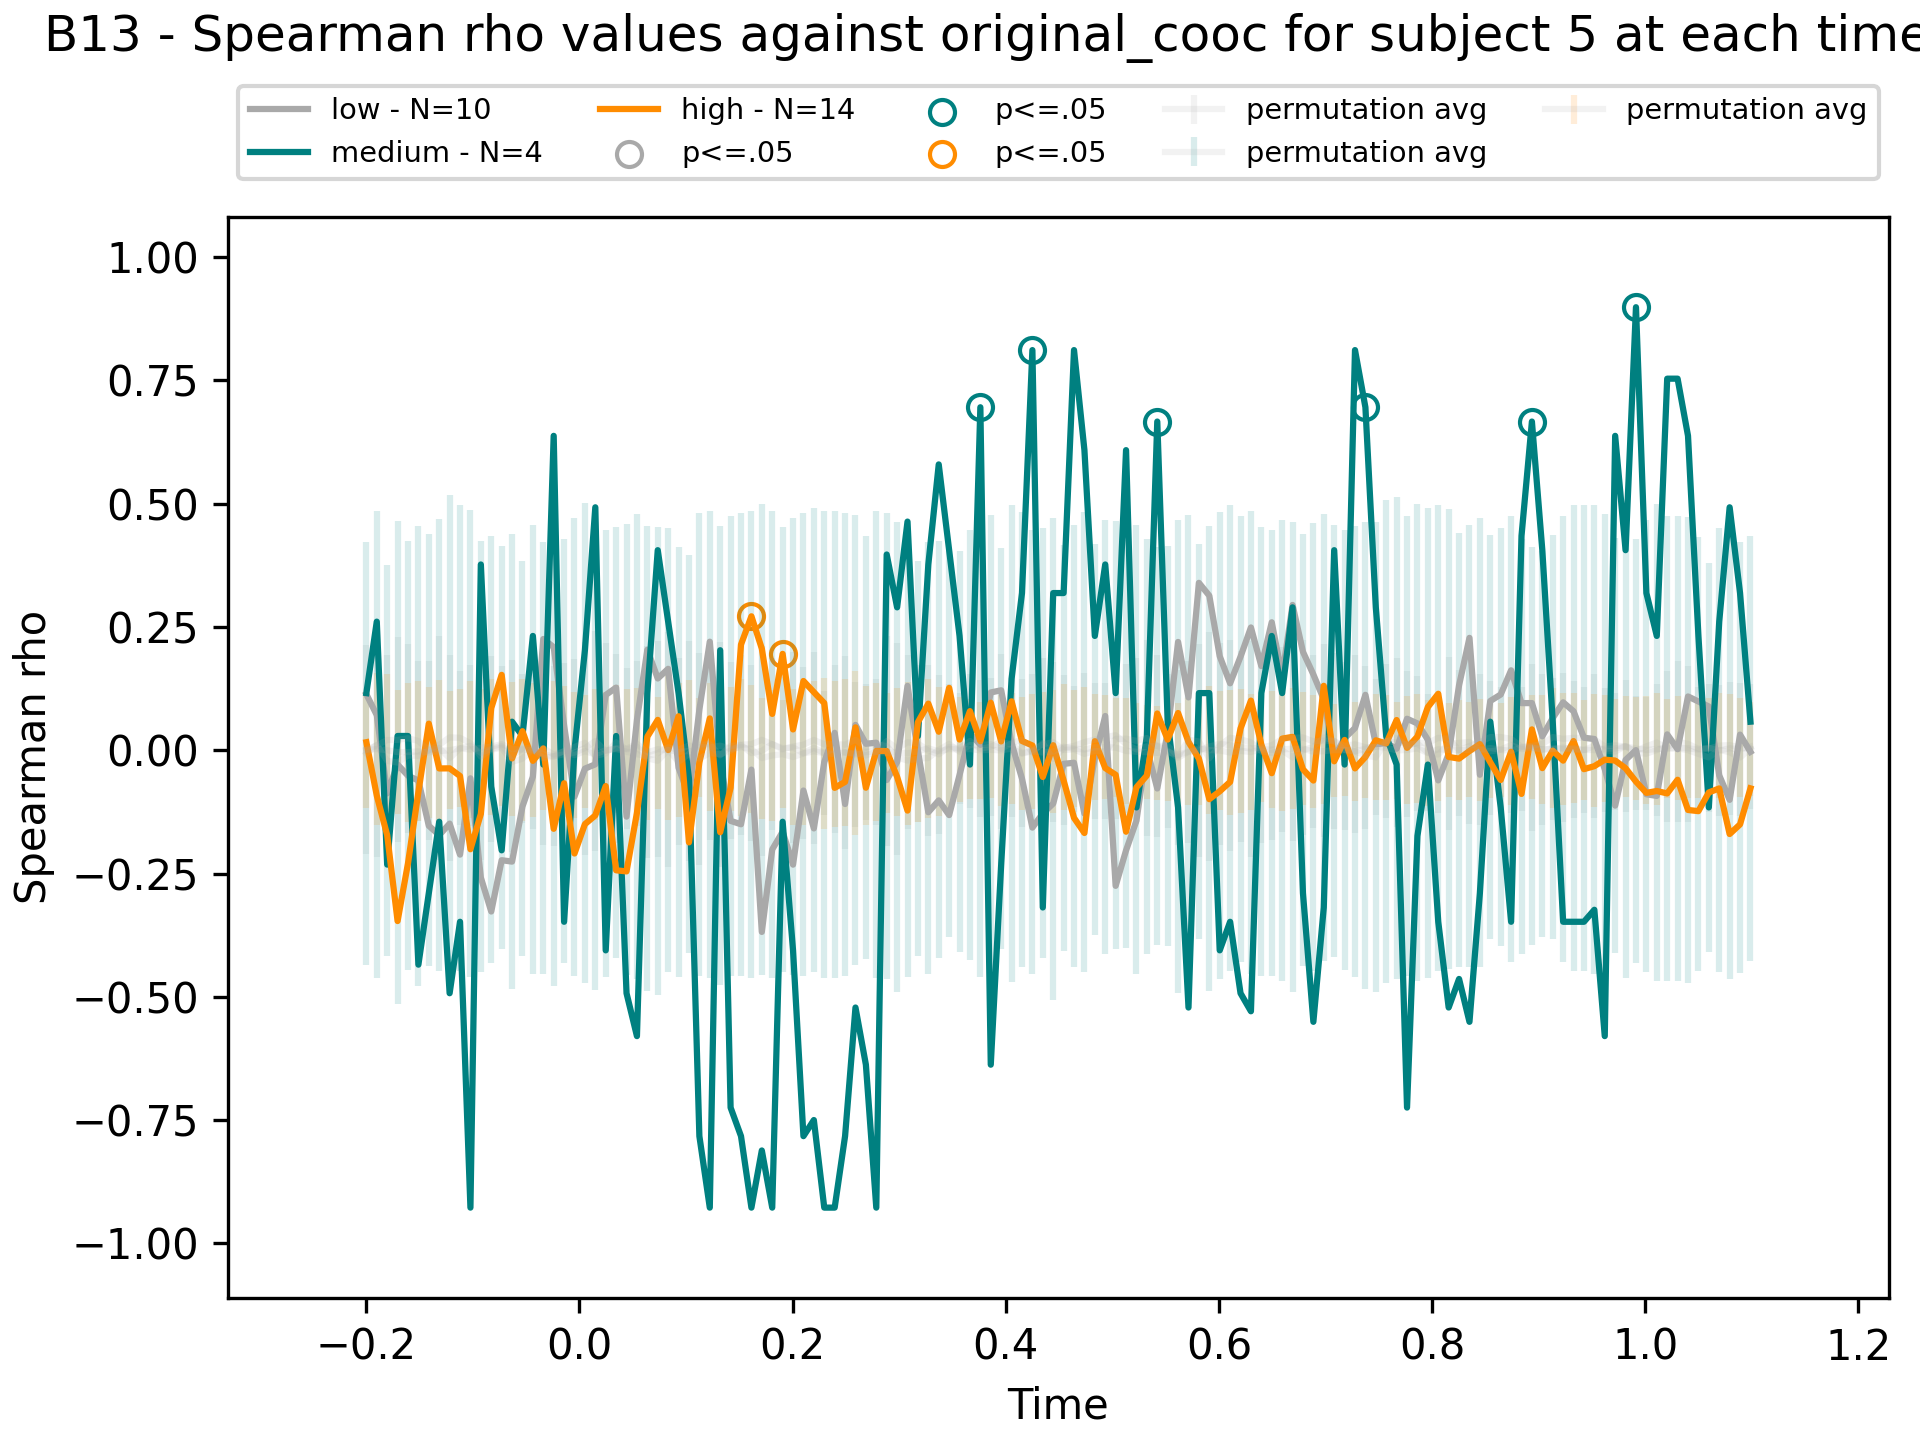 B13 - Spearman rho values against original_cooc for subject 5 at each time
low - N=10
medium - N=4
high - N=14
p<=.05
p<=.05
p<=.05
permutation avg
permutation avg
permutation avg
Spearman rho
1.00
0.75
0.50
0.25
0.00
−0.25
−0.50
−0.75
−1.00
−0.2
0.0
0.2
0.4
0.6
0.8
1.0
1.2
Time